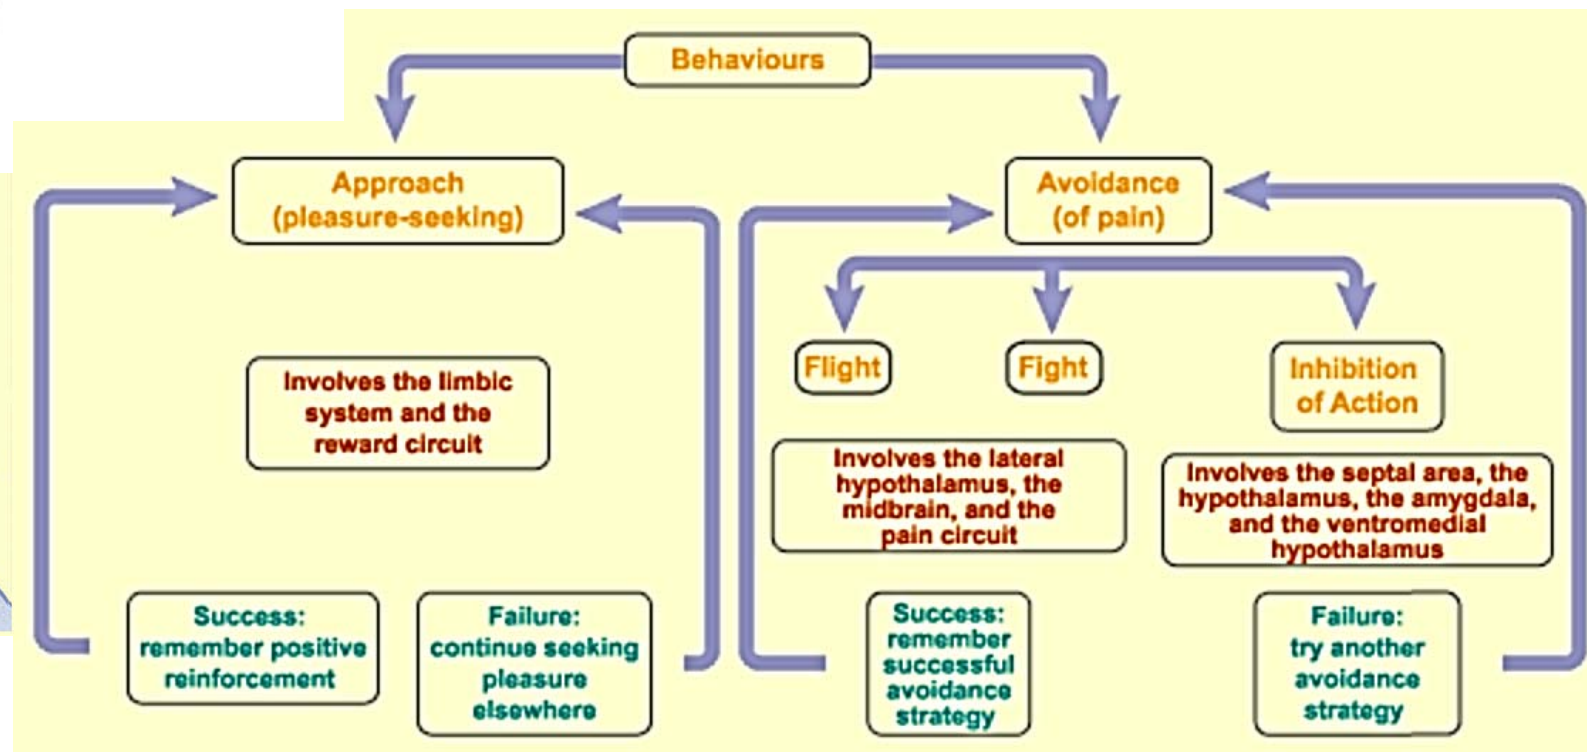 Behaviours
Approach
(pleasure-seeking)
Avoidance
(of pain)
Flight
Fight
Inhibition
of Action
Involves the limbic
system and the
reward circuit
Involves the lateral
hypothalamus, the
midbrain, and the
pain circuit
Involves the septal area, the
hypothalamus, the amygdala,
and the ventromedial
hypothalamus
Success:
remember positive
reinforcement
Failure:
continue seeking
pleasure
elsewhere
Success:
remember
successful
avoidance
strategy
Failure:
try another
avoidance
strategy